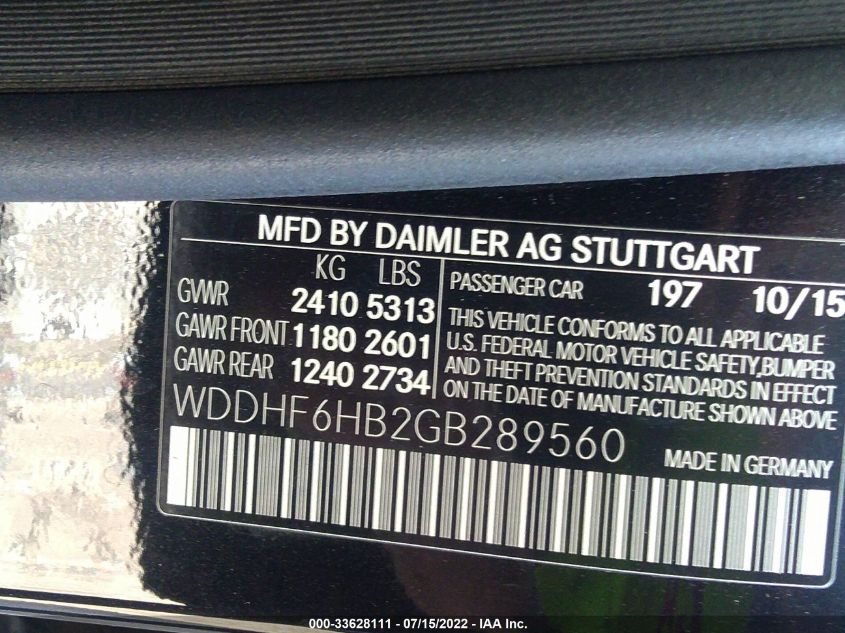 MFD BY DAIMLER AG STUTTGART
KG LBS
GVWR 2410 5313
GAWR FRONT 1180 2601
GAWR REAR 1240 2734
PASSENGER CAR 197 10/15
THIS VEHICLE CONFORMS TO ALL APPLICABLE
U.S. FEDERAL MOTOR VEHICLE SAFETY,BUMPER
AND THEFT PREVENTION STANDARDS IN EFFECT
ON THE DATE OF MANUFACTURE SHOWN ABOVE
WDDHF6HB2GB289560
MADE IN GERMANY
000-33628111 - 07/15/2022 - IAA Inc.